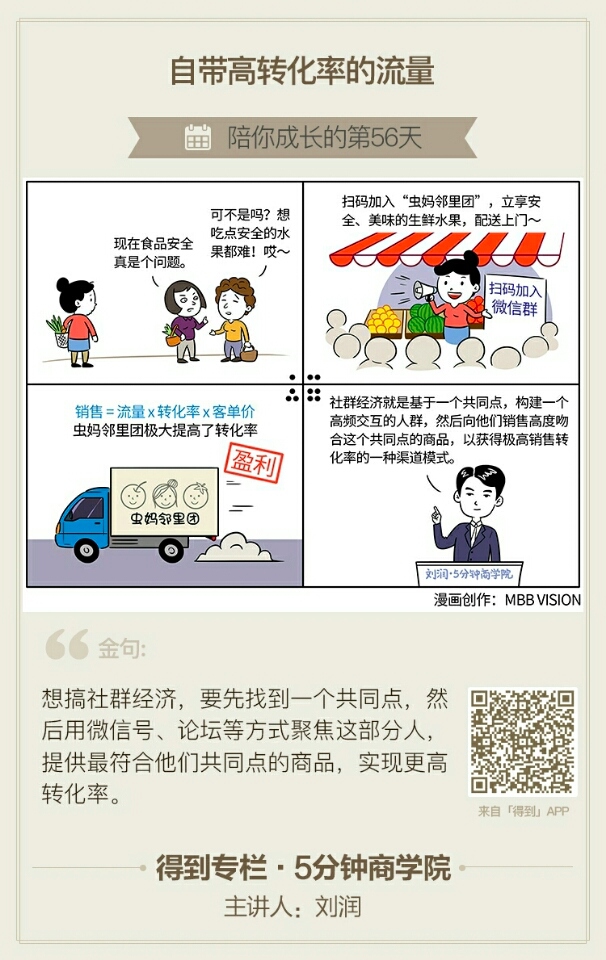 自带高转化率的流量
陪你成长的第56天
现在食品安全
真是个问题。
可不是吗？想
吃点安全的水
果都难！哎～
扫码加入“虫妈邻里团”，立享安
全、美味的生鲜水果，配送上门～
扫码加入
微信群
销售＝流量x转化率x客单价
虫妈邻里团极大提高了转化率
盈利
虫妈邻里团
社群经济就是基于一个共同点，构建一个
高频交互的人群，然后向他们销售高度吻
合这个共同点的商品，以获得极高销售转
化率的一种渠道模式。
刘润·5分钟商学院
漫画创作：MBB VISION
金句:
想搞社群经济，要先找到一个共同点，然
后用微信号、论坛等方式聚焦这部分人，
提供最符合他们共同点的商品，实现更高
转化率。
来自「得到」APP
得到专栏·5分钟商学院
主讲人：刘润